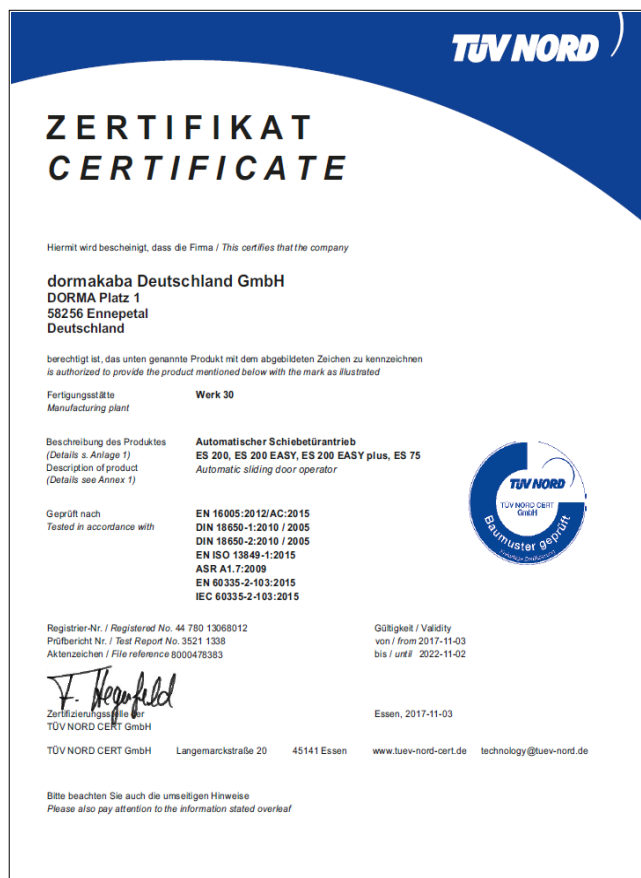 TÜV NORD
ZERTIFIKAT
CERTIFICATE
Hiermit wird bescheinigt, dass die Firma / This certifies that the company
dormakaba Deutschland GmbH
DORMA Platz 1
58256 Ennepetal
Deutschland
berechtigt ist, das unten genannte Produkt mit dem abgebildeten Zeichen zu kennzeichnen
is authorized to provide the product mentioned below with the mark as illustrated
Fertigungsstätte Werk 30
Manufacturing plant
Beschreibung des Produktes Automatischer Schiebetürantrieb
(Details s. Anlage 1) ES 200, ES 200 EASY, ES 200 EASY plus, ES 75
Description of product Automatic sliding door operator
(Details see Annex 1)
TÜV NORD
TÜV NORD CERT
GmbH
Baumuster geprüft
Geprüft nach EN 16005:2012/AC:2015
Tested in accordance with DIN 18650-1:2010 / 2005
DIN 18650-2:2010 / 2005
EN ISO 13849-1:2015
ASR A1.7:2009
EN 60335-2-103:2015
IEC 60335-2-103:2015
Registrier-Nr. / Registered No. 44 780 13068012 Gültigkeit / Validity
Prüfbericht Nr. / Test Report No. 3521 1338 von / from 2017-11-03
Aktenzeichen / File reference 8000478383 bis / until 2022-11-02
F. Hegerfeld
Zertifizierungsstelle der Essen, 2017-11-03
TÜV NORD CERT GmbH
TÜV NORD CERT GmbH Langemarckstraße 20 45141 Essen www.tuev-nord-cert.de technology@tuev-nord.de
Bitte beachten Sie auch die umseitigen Hinweise
Please also pay attention to the information stated overleaf